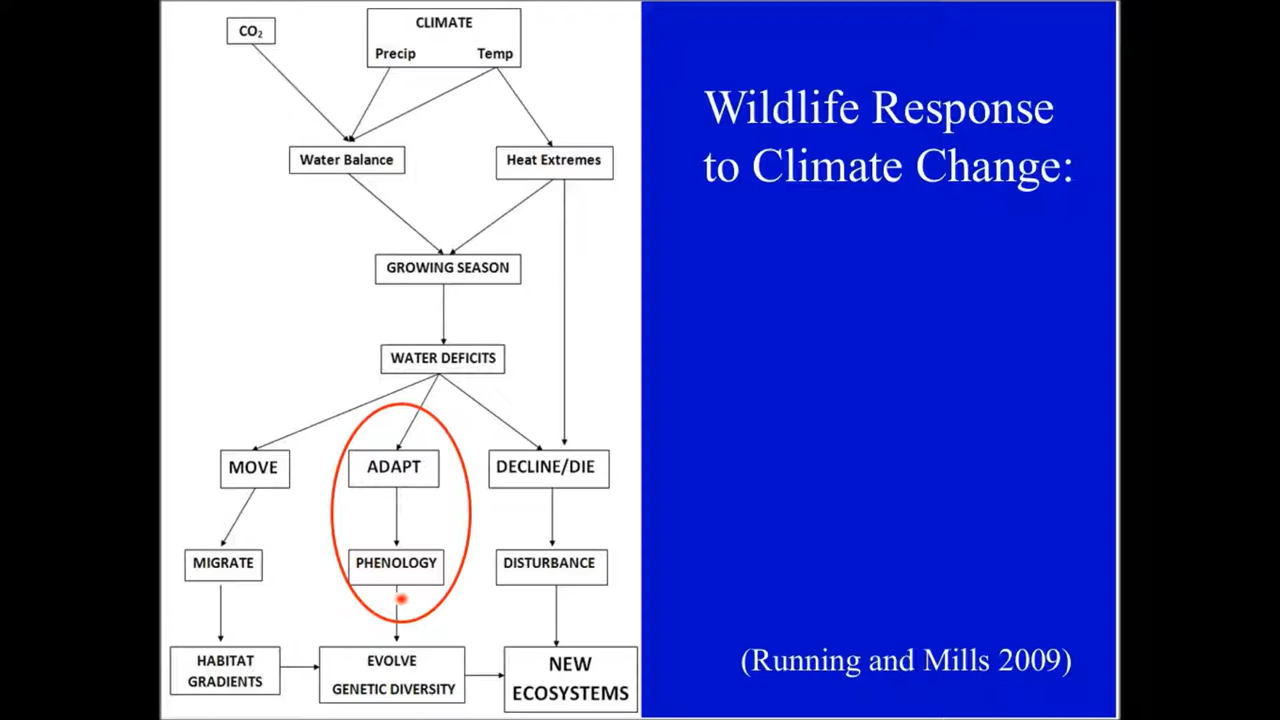 CO₂
CLIMATE
Precip Temp
Water Balance
Heat Extremes
GROWING SEASON
WATER DEFICITS
MOVE
ADAPT
DECLINE/DIE
MIGRATE
PHENOLOGY
DISTURBANCE
HABITAT
GRADIENTS
EVOLVE
GENETIC DIVERSITY
NEW
ECOSYSTEMS
Wildlife Response
to Climate Change:
(Running and Mills 2009)